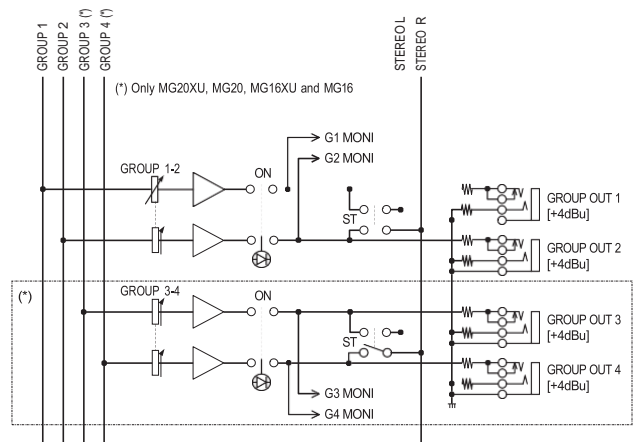 GROUP 1
GROUP 2
GROUP 3 (*)
GROUP 4 (*)
STEREO L
STEREO R
(*) Only MG20XU, MG20, MG16XU and MG16
G1 MONI
G2 MONI
GROUP 1-2
ON
ST
GROUP OUT 1
[+4dBu]
GROUP OUT 2
[+4dBu]
(*)
GROUP 3-4
ON
ST
GROUP OUT 3
[+4dBu]
GROUP OUT 4
[+4dBu]
G3 MONI
G4 MONI